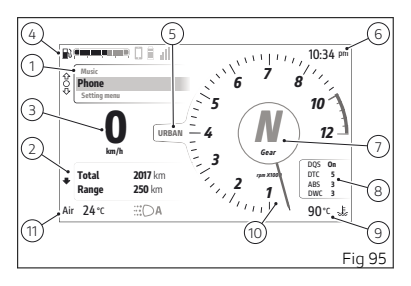 4
5
6
10:34 pm
1
Music
Phone
Setting menu
3
0
km/h
URBAN
1
2
3
4
5
6
7
8
10
12
N
Gear
rpm X1000
7
2
Total 2017 km
Range 250 km
DQS On
DTC 5
ABS 3
DWC 3
8
Air 24 °C
A
90 °C
11
10
9
Fig 95